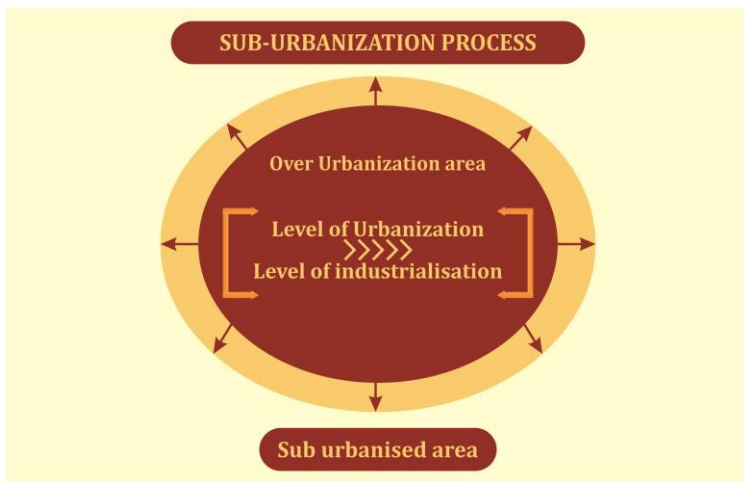 SUB-URBANIZATION PROCESS
Over Urbanization area
Level of Urbanization
>>>>>
Level of industrialisation
Sub urbanised area